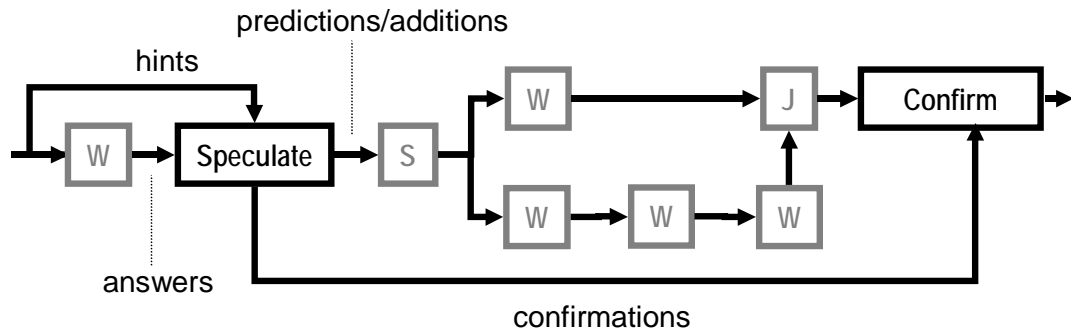 predictions/additions
hints
W
J
Confirm
W
Speculate
S
W
W
W
answers
confirmations